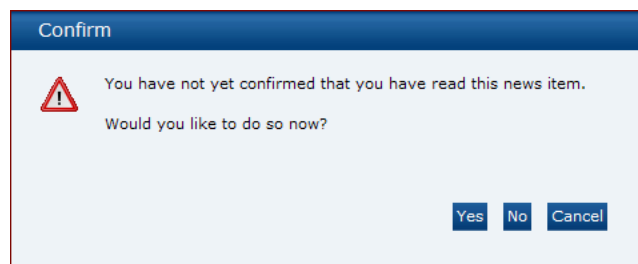 Confirm
You have not yet confirmed that you have read this news item.
Would you like to do so now?
Yes No Cancel